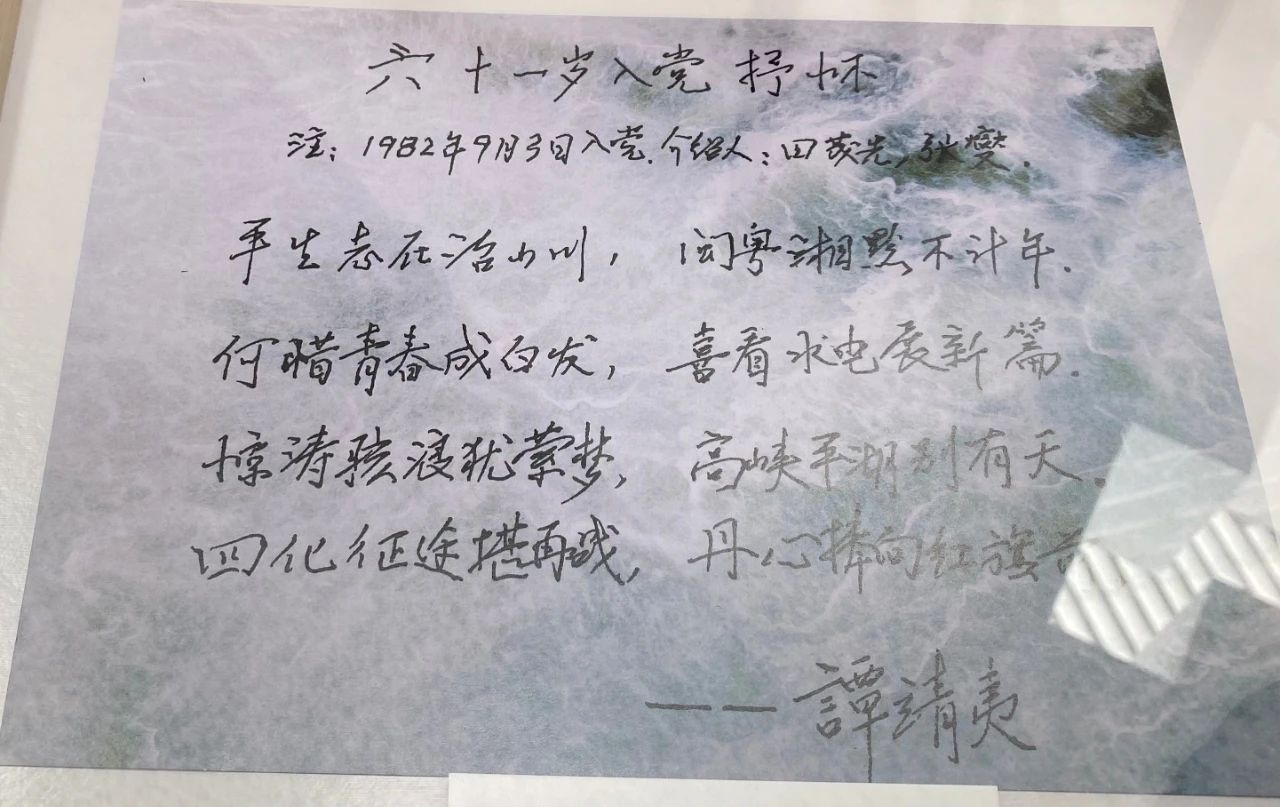 六十一岁入党抒怀
注：1982年9月3日入党.介绍人：田茂光,张燮.
平生志在治山川，闽粤湘黔不计年.
何惜青春成白发，喜看水电展新篇.
惊涛骇浪犹萦梦，高峡平湖别有天.
四化征途堪再战，丹心捧向红旗前.
——譚靖夷